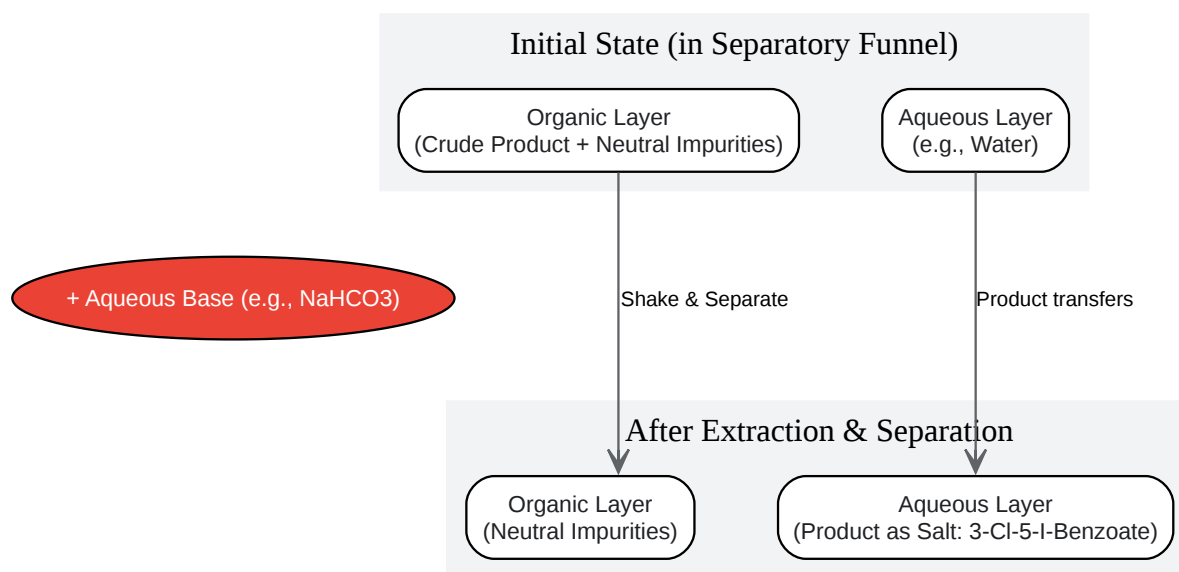 Initial State (in Separatory Funnel)
Organic Layer
(Crude Product + Neutral Impurities)
Aqueous Layer
(e.g., Water)
+ Aqueous Base (e.g., NaHCO3)
Shake & Separate
Product transfers
After Extraction & Separation
Organic Layer
(Neutral Impurities)
Aqueous Layer
(Product as Salt: 3-Cl-5-I-Benzoate)